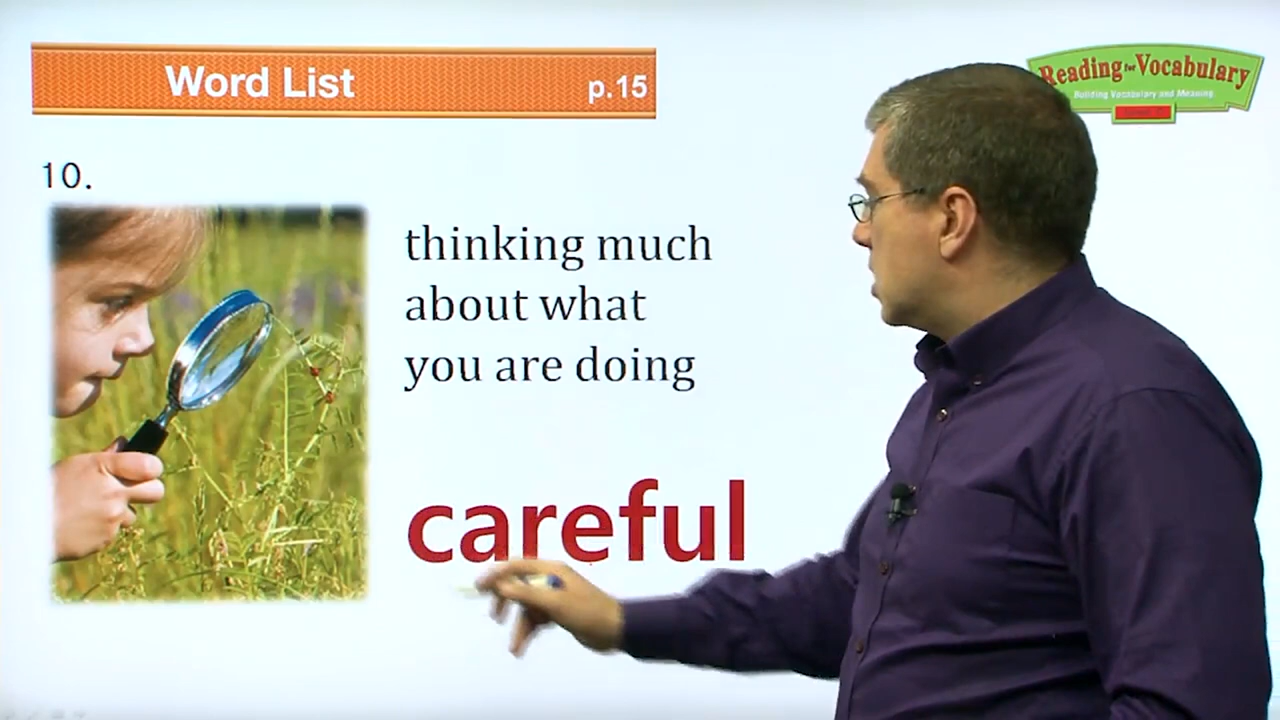 Word List p.15
Reading for Vocabulary
Building Vocabulary and Meaning
10.
thinking much
about what
you are doing
careful